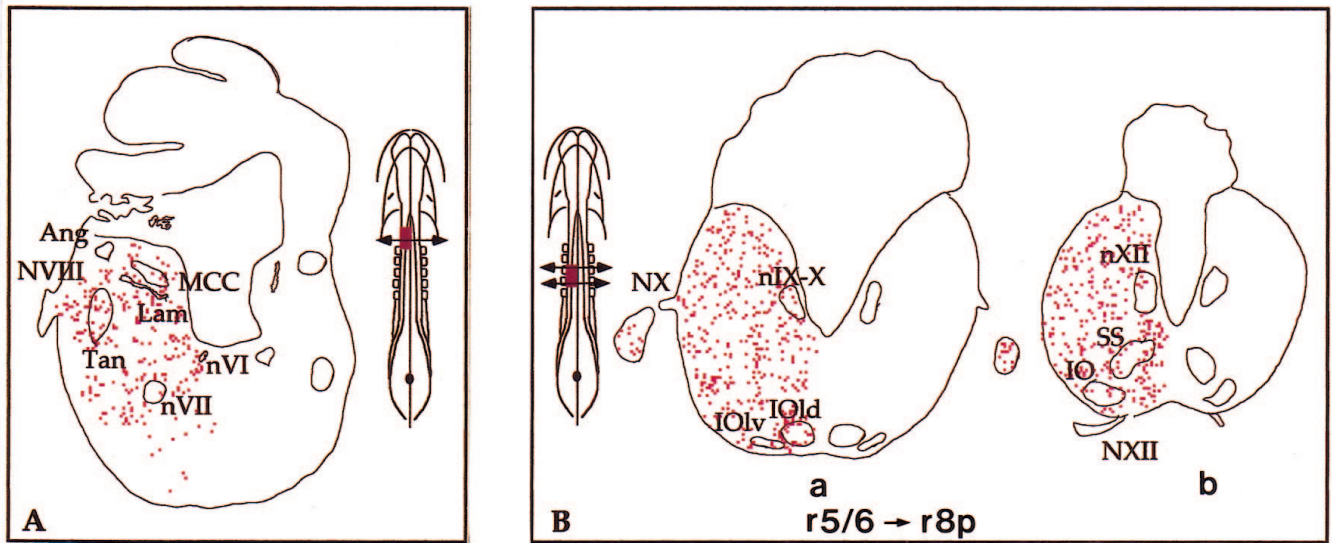 Ang
NVIII
MCC
Lam
Tan
nVI
nVII
A
NX
nIX-X
IOlv
IOld
nXII
SS
IO
NXII
a
b
B
r5/6 → r8p